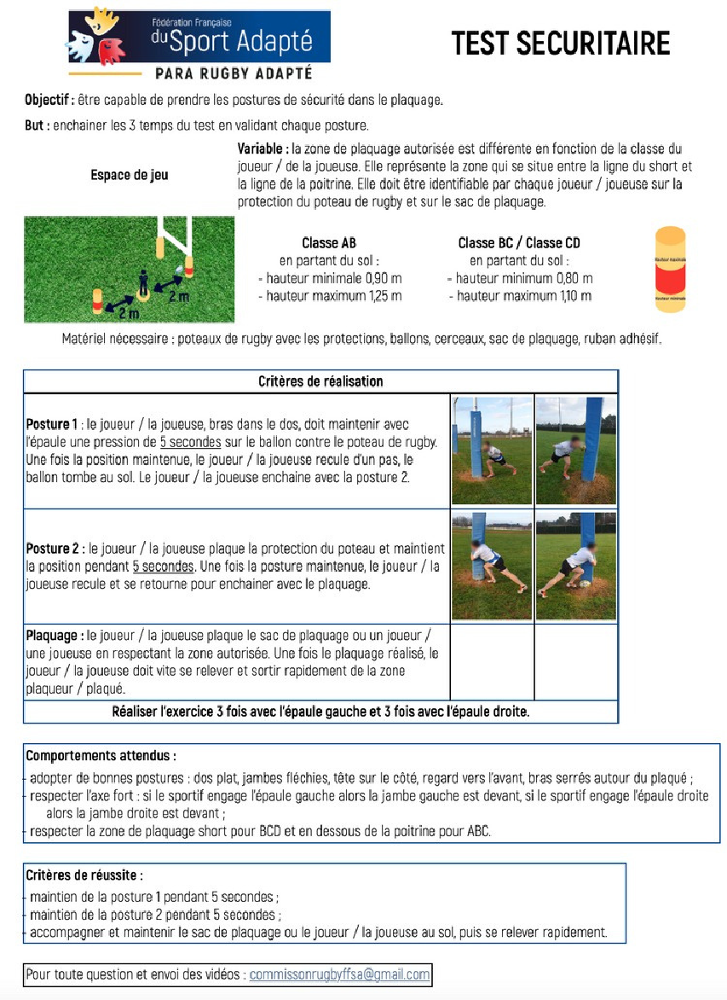 Fédération Française
du Sport Adapté
PARA RUGBY ADAPTÉ
TEST SECURITAIRE
Objectif : être capable de prendre les postures de sécurité dans le plaquage.
But : enchainer les 3 temps du test en validant chaque posture.
Espace de jeu
Variable : la zone de plaquage autorisée est différente en fonction de la classe du
joueur / de la joueuse. Elle représente la zone qui se situe entre la ligne du short et
la ligne de la poitrine. Elle doit être identifiable par chaque joueur / joueuse sur la
protection du poteau de rugby et sur le sac de plaquage.
2 m
2 m
Classe AB
en partant du sol :
- hauteur minimale 0,90 m
- hauteur maximum 1,25 m
Classe BC / Classe CD
en partant du sol :
- hauteur minimum 0,80 m
- hauteur maximum 1,10 m
Hauteur maximale
Hauteur minimale
Matériel nécessaire : poteaux de rugby avec les protections, ballons, cerceaux, sac de plaquage, ruban adhésif.
Critères de réalisation
Posture 1 : le joueur / la joueuse, bras dans le dos, doit maintenir avec
l'épaule une pression de 5 secondes sur le ballon contre le poteau de rugby.
Une fois la position maintenue, le joueur / la joueuse recule d'un pas, le
ballon tombe au sol. Le joueur / la joueuse enchaine avec la posture 2.
Posture 2 : le joueur / la joueuse plaque la protection du poteau et maintient
la position pendant 5 secondes. Une fois la posture maintenue, le joueur / la
joueuse recule et se retourne pour enchainer avec le plaquage.
Plaquage : le joueur / la joueuse plaque le sac de plaquage ou un joueur /
une joueuse en respectant la zone autorisée. Une fois le plaquage réalisé, le
joueur / la joueuse doit vite se relever et sortir rapidement de la zone
plaqueur / plaqué.
Réaliser l'exercice 3 fois avec l'épaule gauche et 3 fois avec l'épaule droite.
Comportements attendus :
- adopter de bonnes postures : dos plat, jambes fléchies, tête sur le côté, regard vers l'avant, bras serrés autour du plaqué ;
- respecter l'axe fort : si le sportif engage l'épaule gauche alors la jambe gauche est devant, si le sportif engage l'épaule droite
alors la jambe droite est devant ;
- respecter la zone de plaquage short pour BCD et en dessous de la poitrine pour ABC.
Critères de réussite :
- maintien de la posture 1 pendant 5 secondes ;
- maintien de la posture 2 pendant 5 secondes ;
- accompagner et maintenir le sac de plaquage ou le joueur / la joueuse au sol, puis se relever rapidement.
Pour toute question et envoi des vidéos : commissonrugbyffsa@gmail.com